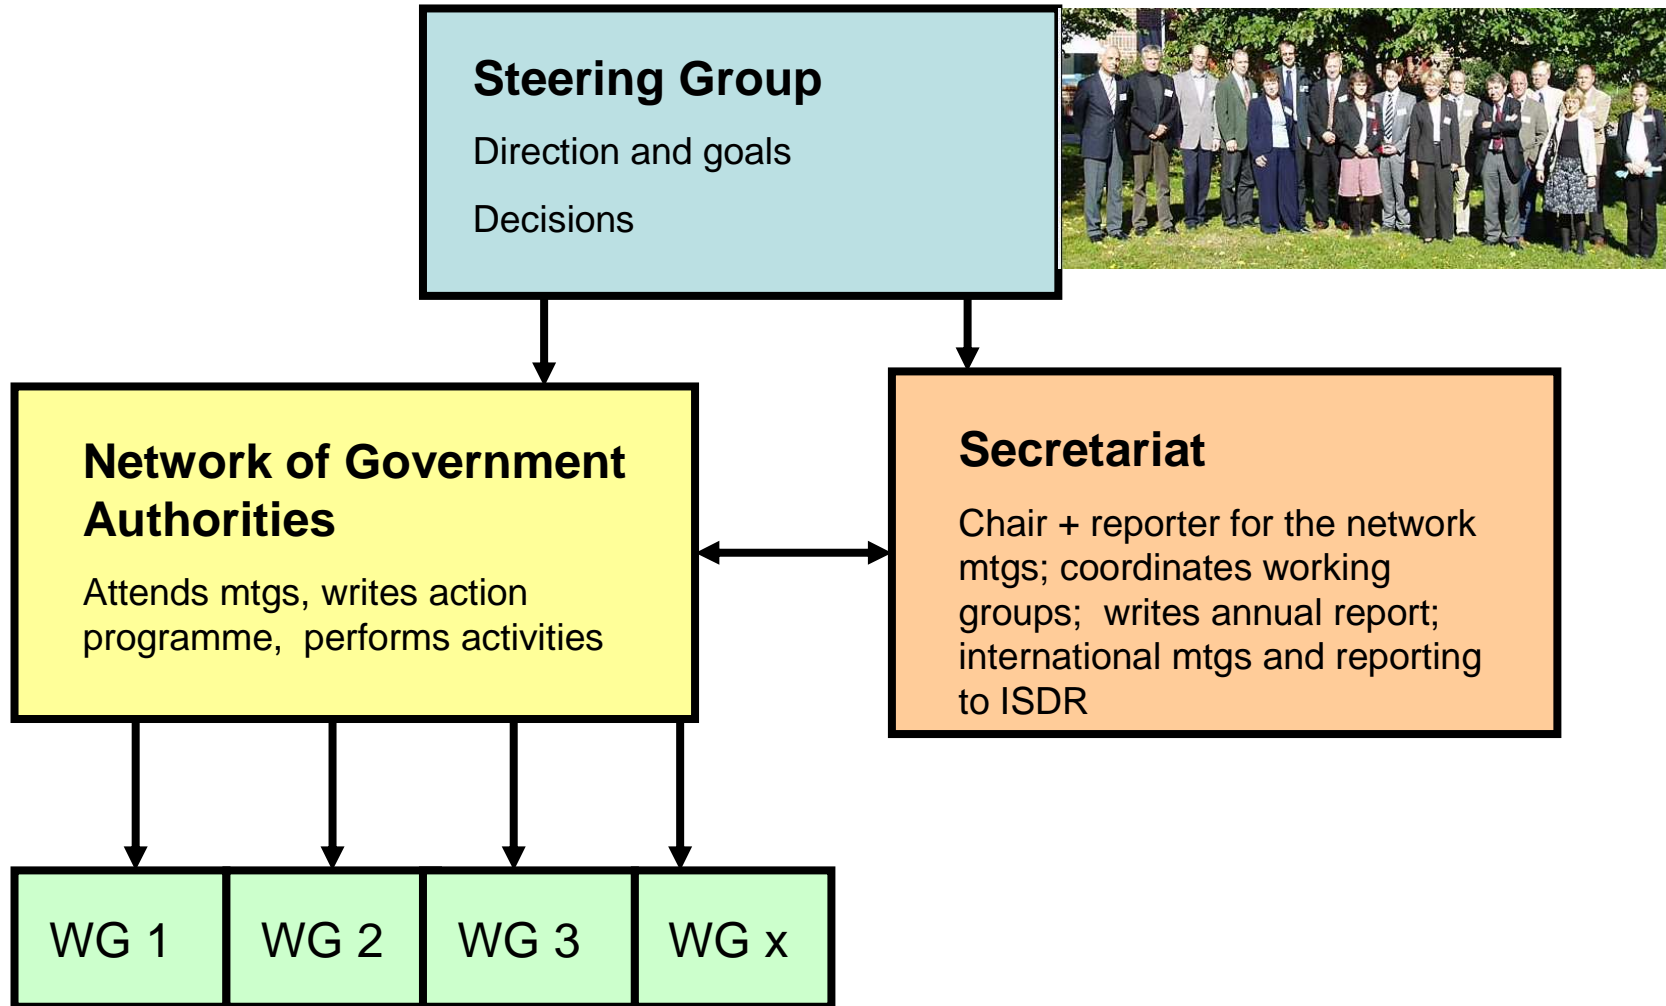 Steering Group
Direction and goals
Decisions
Network of Government
Authorities
Attends mtgs, writes action
programme,  performs activities
Secretariat
Chair + reporter for the network
mtgs; coordinates working
groups;  writes annual report;
international mtgs and reporting
to ISDR
WG 1
WG 2
WG 3
WG x